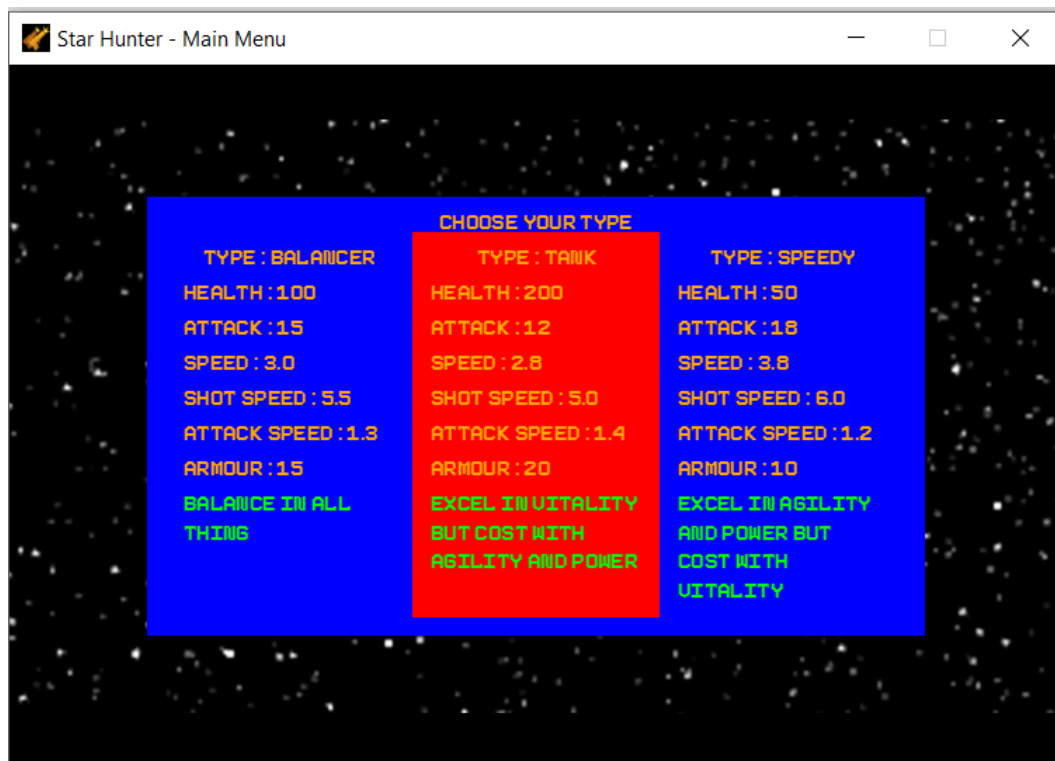 Star Hunter - Main Menu
CHOOSE YOUR TYPE
TYPE : BALANCER
HEALTH : 100
ATTACK : 15
SPEED : 3.0
SHOT SPEED : 5.5
ATTACK SPEED : 1.3
ARMOUR : 15
BALANCE IN ALL
THING
TYPE : TANK
HEALTH : 200
ATTACK : 12
SPEED : 2.8
SHOT SPEED : 5.0
ATTACK SPEED : 1.4
ARMOUR : 20
EXCEL IN VITALITY
BUT COST WITH
AGILITY AND POWER
TYPE : SPEEDY
HEALTH : 50
ATTACK : 18
SPEED : 3.8
SHOT SPEED : 6.0
ATTACK SPEED : 1.2
ARMOUR : 10
EXCEL IN AGILITY
AND POWER BUT
COST WITH
VITALITY